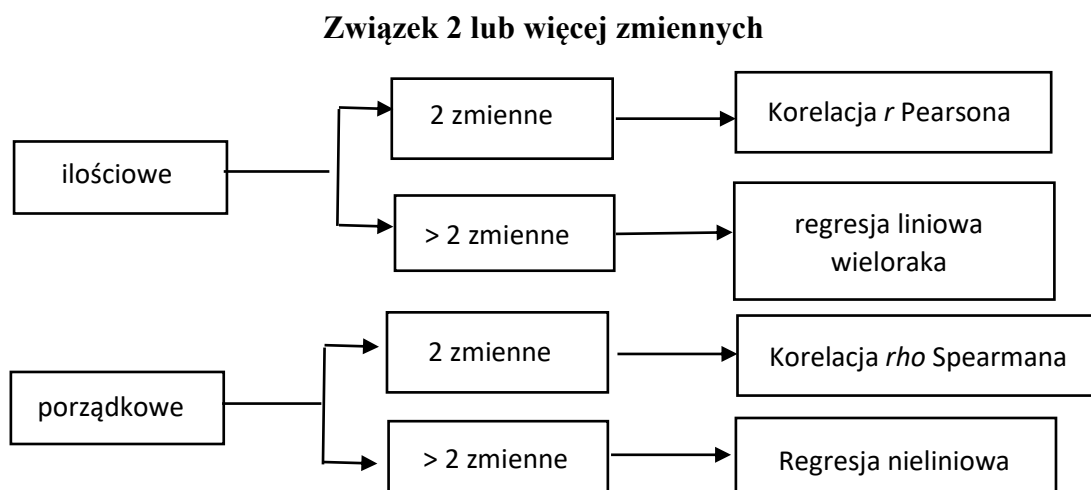 Związek 2 lub więcej zmiennych
ilościowe
2 zmienne
Korelacja r Pearsona
> 2 zmienne
regresja liniowa
wieloraka
porządkowe
2 zmienne
Korelacja rho Spearmana
> 2 zmienne
Regresja nieliniowa